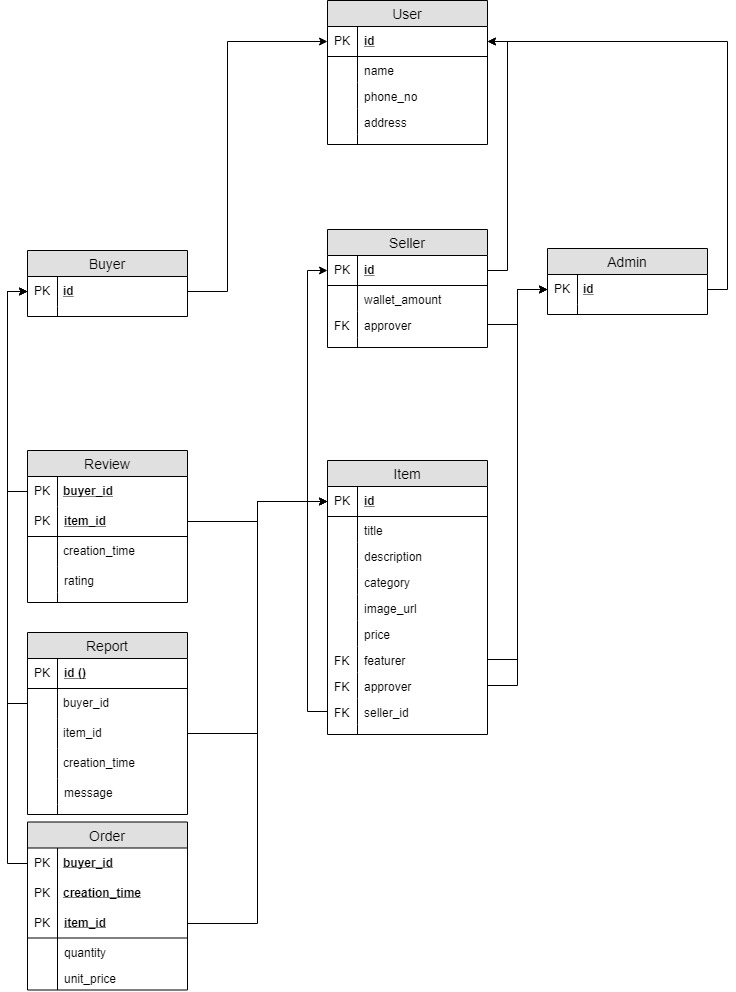 User
PK id
name
phone_no
address
Buyer
PK id
Seller
PK id
wallet_amount
FK approver
Admin
PK id
Review
PK buyer_id
PK item_id
creation_time
rating
Item
PK id
title
description
category
image_url
price
FK featurer
FK approver
FK seller_id
Report
PK id ()
buyer_id
item_id
creation_time
message
Order
PK buyer_id
PK creation_time
PK item_id
quantity
unit_price